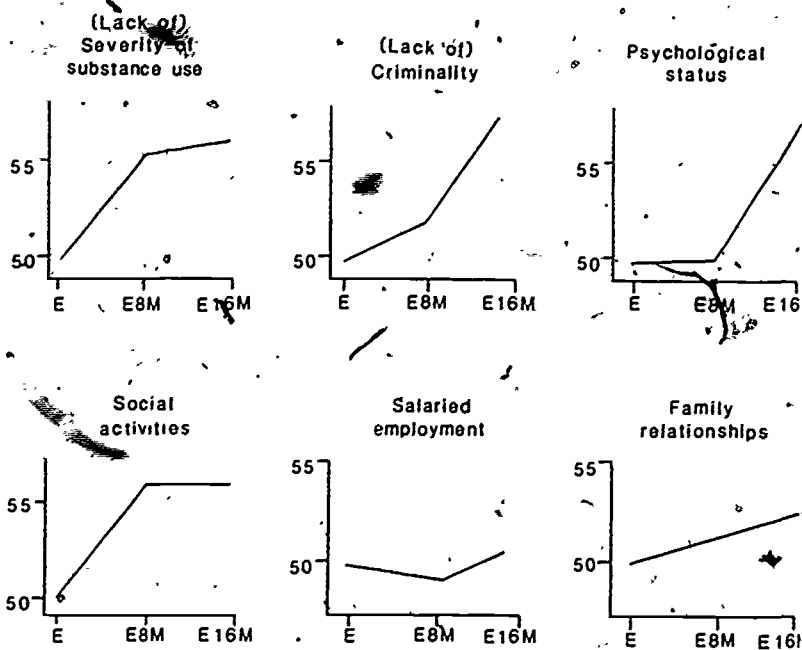 (Lack of)
Severity of
substance use
(Lack of)
Criminality
Psychological
status
55
50
E E8M E16M
55
50
E E8M E16M
55
50
E E8M E16
Social
activities
Salaried
employment
Family
relationships
55
50
E E8M E16M
55
50
E E8M E16M
55
50
E E8M E16M